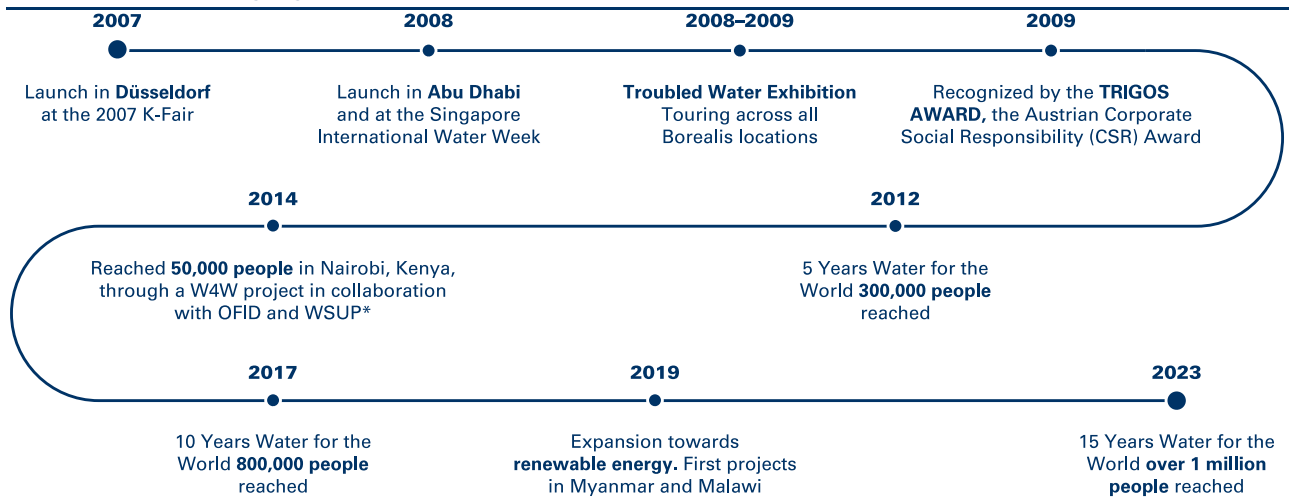 2007
Launch in Düsseldorf
at the 2007 K-Fair
2008
Launch in Abu Dhabi
and at the Singapore
International Water Week
2008–2009
Troubled Water Exhibition
Touring across all
Borealis locations
2009
Recognized by the TRIGOS
AWARD, the Austrian Corporate
Social Responsibility (CSR) Award
2012
5 Years Water for the
World 300,000 people
reached
2014
Reached 50,000 people in Nairobi, Kenya,
through a W4W project in collaboration
with OFID and WSUP*
2017
10 Years Water for the
World 800,000 people
reached
2019
Expansion towards
renewable energy. First projects
in Myanmar and Malawi
2023
15 Years Water for the
World over 1 million
people reached